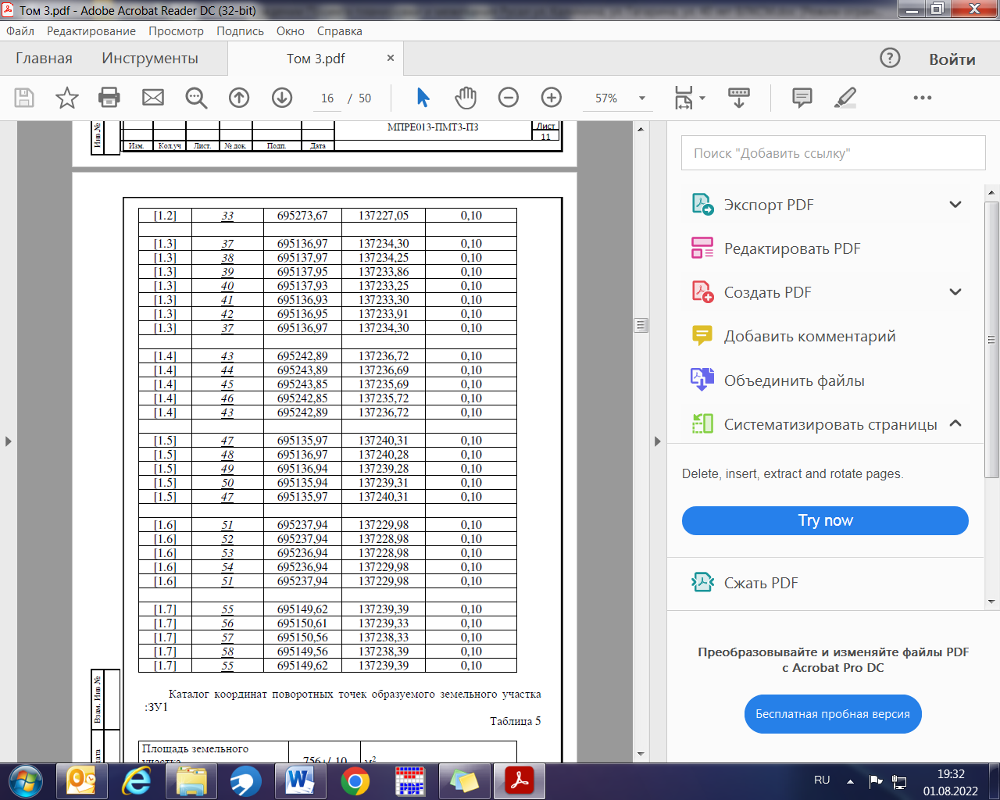 Том 3.pdf - Adobe Acrobat Reader DC (32-bit)
Файл Редактирование Просмотр Подпись Окно Справка
Главная Инструменты Том 3.pdf × Войти
16 / 50 57%
Инв.№
МПРЕ013-ПМТ3-ПЗ Лист
11
Изм. Кол.уч Лист. № док. Подп. Дата
[1.2] 33 695273,67 137227,05 0,10
[1.3] 37 695136,97 137234,30 0,10
[1.3] 38 695137,97 137234,25 0,10
[1.3] 39 695137,95 137233,86 0,10
[1.3] 40 695137,93 137233,25 0,10
[1.3] 41 695136,93 137233,30 0,10
[1.3] 42 695136,95 137233,91 0,10
[1.3] 37 695136,97 137234,30 0,10
[1.4] 43 695242,89 137236,72 0,10
[1.4] 44 695243,89 137236,69 0,10
[1.4] 45 695243,85 137235,69 0,10
[1.4] 46 695242,85 137235,72 0,10
[1.4] 43 695242,89 137236,72 0,10
[1.5] 47 695135,97 137240,31 0,10
[1.5] 48 695136,97 137240,28 0,10
[1.5] 49 695136,94 137239,28 0,10
[1.5] 50 695135,94 137239,31 0,10
[1.5] 47 695135,97 137240,31 0,10
[1.6] 51 695237,94 137229,98 0,10
[1.6] 52 695237,94 137228,98 0,10
[1.6] 53 695236,94 137228,98 0,10
[1.6] 54 695236,94 137229,98 0,10
[1.6] 51 695237,94 137229,98 0,10
[1.7] 55 695149,62 137239,39 0,10
[1.7] 56 695150,61 137239,33 0,10
[1.7] 57 695150,56 137238,33 0,10
[1.7] 58 695149,56 137238,39 0,10
[1.7] 55 695149,62 137239,39 0,10
Взам. Инв №
Каталог координат поворотных точек образуемого земельного участка
:ЗУ1
Таблица 5
Площадь земельного
участка 756+/-10 м²
Поиск "Добавить ссылку"
Экспорт PDF
Редактировать PDF
Создать PDF
Добавить комментарий
Объединить файлы
Систематизировать страницы
Delete, insert, extract and rotate pages.
Try now
Сжать PDF
Преобразовывайте и изменяйте файлы PDF
с Acrobat Pro DC
Бесплатная пробная версия
RU 19:32
01.08.2022